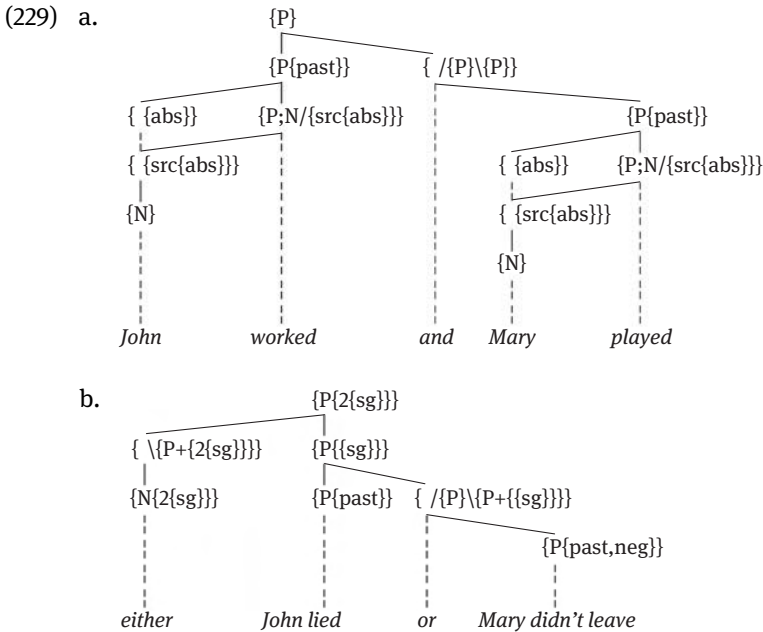 (229) a. {P}
{P{past}} { /{P}\{P}}
{ {abs}} {P;N/{src{abs}}} {P{past}}
{ {src{abs}}} { {abs}} {P;N/{src{abs}}}
{N} { {src{abs}}}
{N}
John worked and Mary played
b. {P{2{sg}}}
{ \{P+{2{sg}}}} {P{{sg}}}
{N{2{sg}}} {P{past}} { /{P}\{P+{{sg}}}}
{P{past,neg}}
either John lied or Mary didn't leave